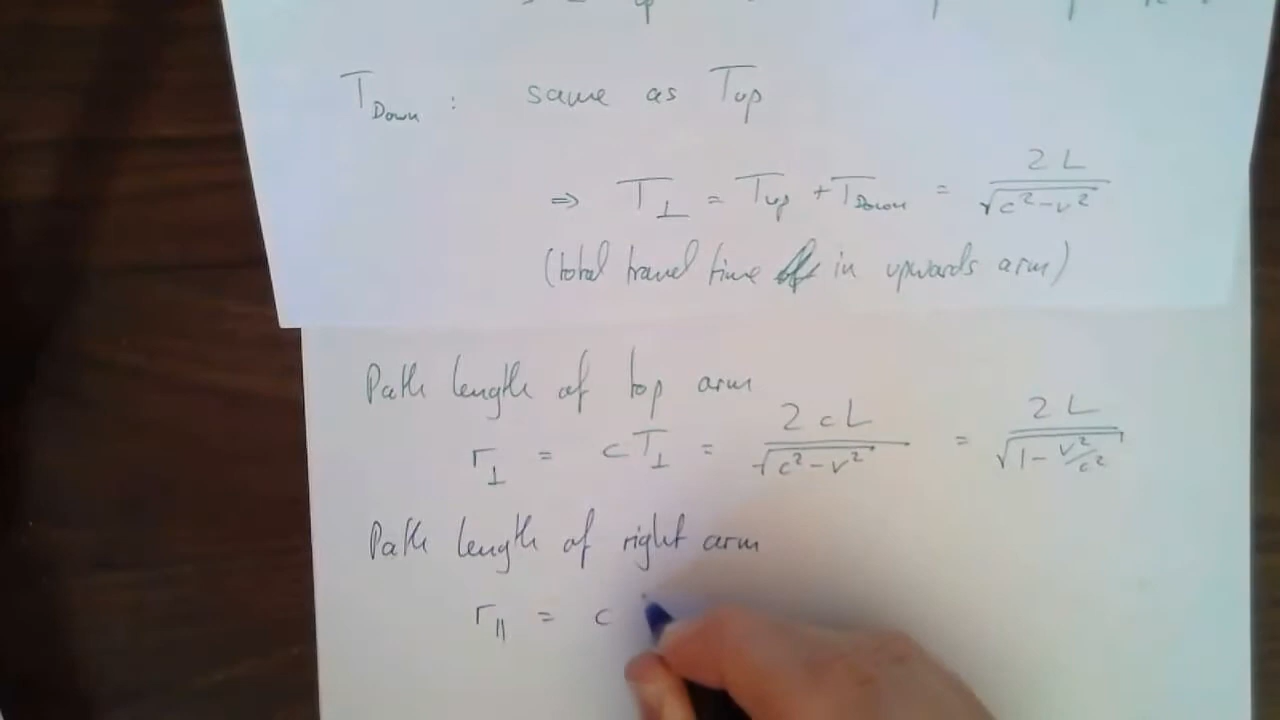 T_Down : same as T_up
⇒ T_⊥ = T_up + T_Down = 2L / √(c²-v²)
(total travel time in upwards arm)
Path length of top arm
r_⊥ = cT_⊥ = 2cL / √(c²-v²) = 2L / √(1-v²/c²)
Path length of right arm
r_∥ = c